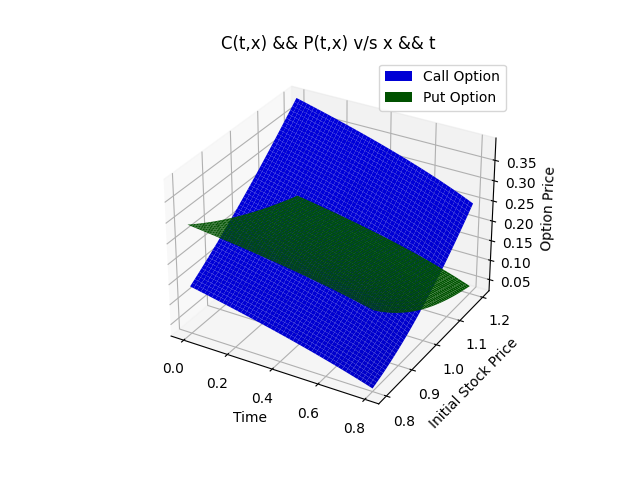 C(t,x) && P(t,x) v/s x && t
Call Option
Put Option
0.35
0.30
0.25
0.20
0.15
0.10
0.05
Option Price
1.2
1.1
1.0
0.9
0.8
Initial Stock Price
0.0
0.2
0.4
0.6
0.8
Time